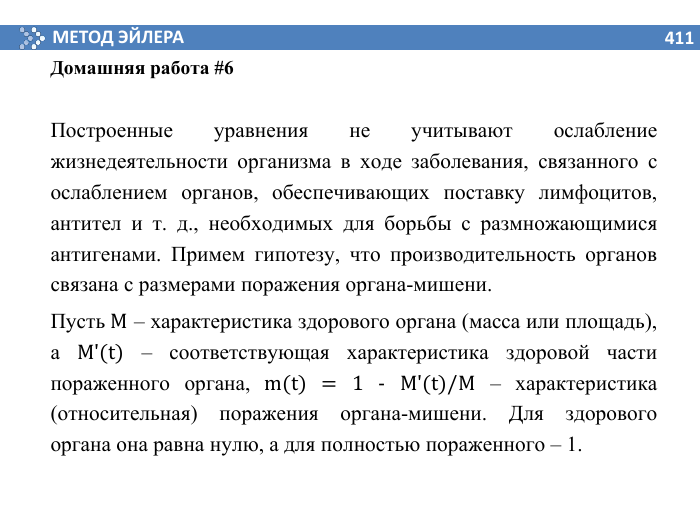 МЕТОД ЭЙЛЕРА 411
Домашняя работа #6
Построенные уравнения не учитывают ослабление
жизнедеятельности организма в ходе заболевания, связанного с
ослаблением органов, обеспечивающих поставку лимфоцитов,
антител и т. д., необходимых для борьбы с размножающимися
антигенами. Примем гипотезу, что производительность органов
связана с размерами поражения органа-мишени.
Пусть M – характеристика здорового органа (масса или площадь),
а M'(t) – соответствующая характеристика здоровой части
пораженного органа, m(t) = 1 - M'(t)/M – характеристика
(относительная) поражения органа-мишени. Для здорового
органа она равна нулю, а для полностью пораженного – 1.